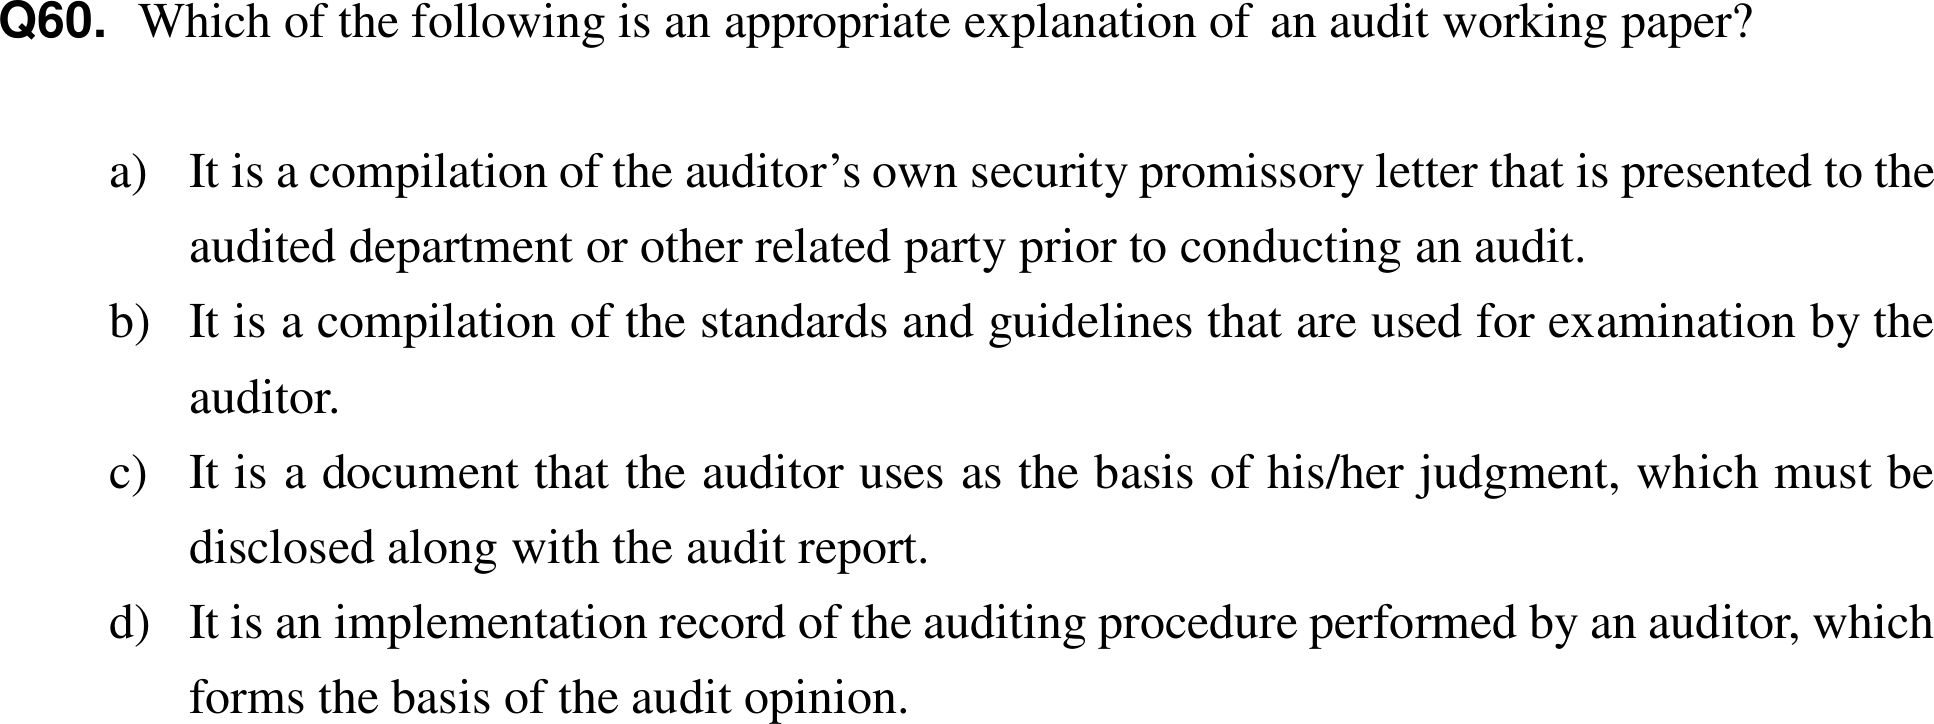 Q60. Which of the following is an appropriate explanation of an audit working paper?
a) It is a compilation of the auditor’s own security promissory letter that is presented to the
audited department or other related party prior to conducting an audit.
b) It is a compilation of the standards and guidelines that are used for examination by the
auditor.
c) It is a document that the auditor uses as the basis of his/her judgment, which must be
disclosed along with the audit report.
d) It is an implementation record of the auditing procedure performed by an auditor, which
forms the basis of the audit opinion.